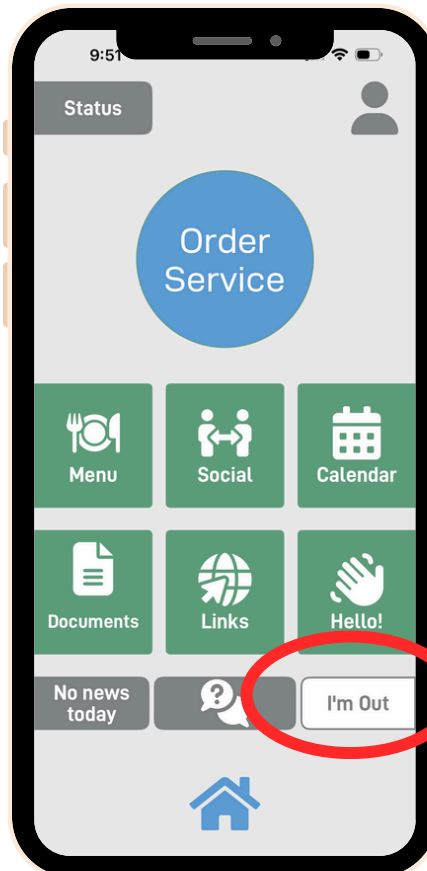 9:51
Status
Order
Service
Menu
Social
Calendar
Documents
Links
Hello!
No news
today
?
I'm Out